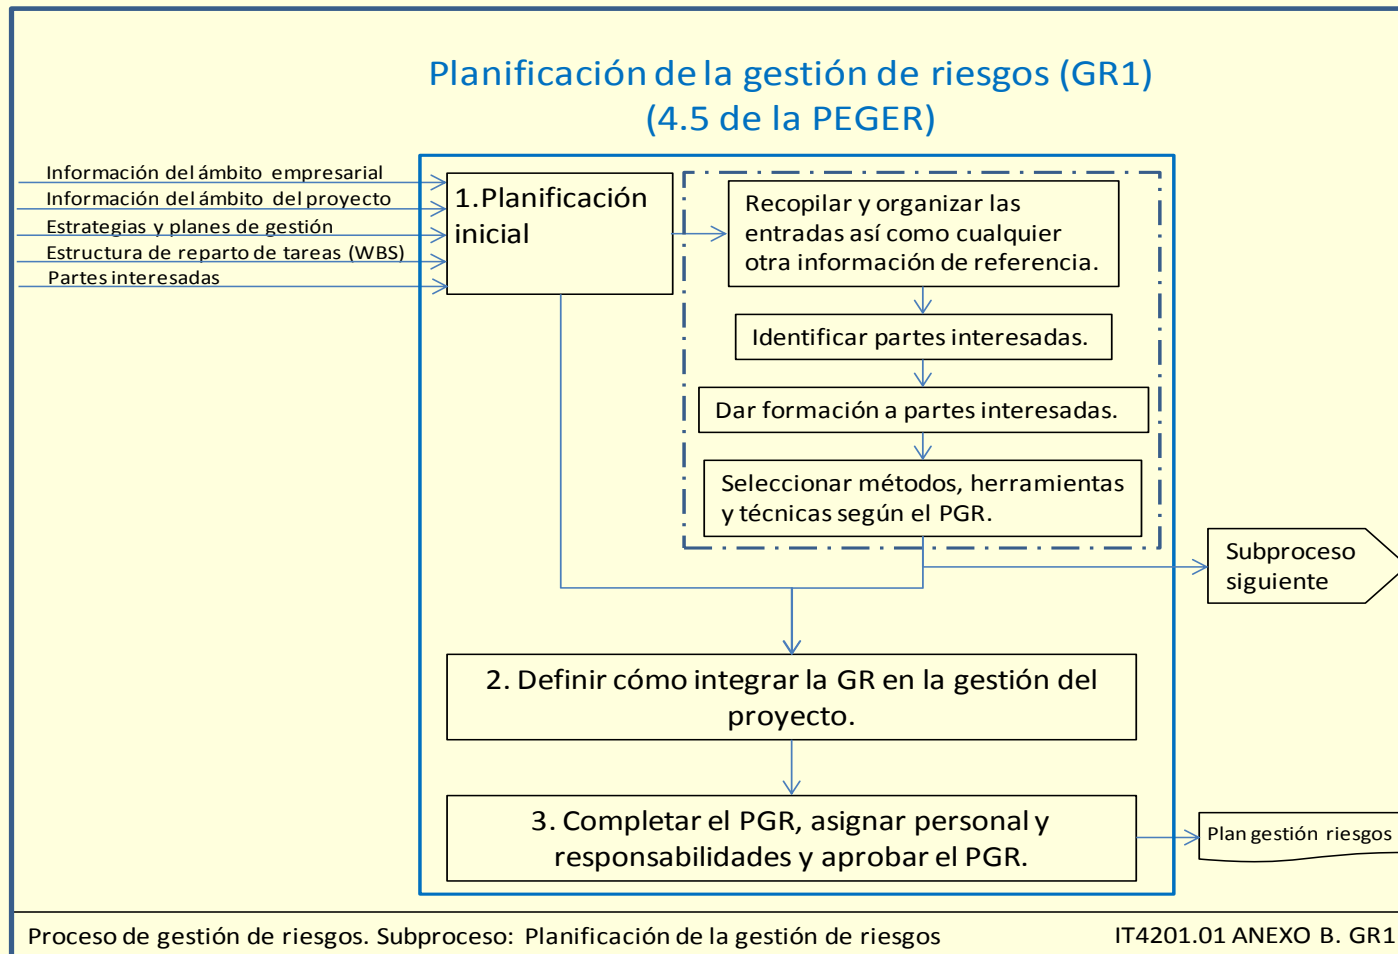 Planificación de la gestión de riesgos (GR1)
(4.5 de la PEGER)
Información del ámbito empresarial
Información del ámbito del proyecto
Estrategias y planes de gestión
Estructura de reparto de tareas (WBS)
Partes interesadas
1.Planificación
inicial
Recopilar y organizar las
entradas así como cualquier
otra información de referencia.
Identificar partes interesadas.
Dar formación a partes interesadas.
Seleccionar métodos, herramientas
y técnicas según el PGR.
Subproceso
siguiente
2. Definir cómo integrar la GR en la gestión del
proyecto.
3. Completar el PGR, asignar personal y
responsabilidades y aprobar el PGR.
Plan gestión riesgos
Proceso de gestión de riesgos. Subproceso: Planificación de la gestión de riesgos
IT4201.01 ANEXO B. GR1